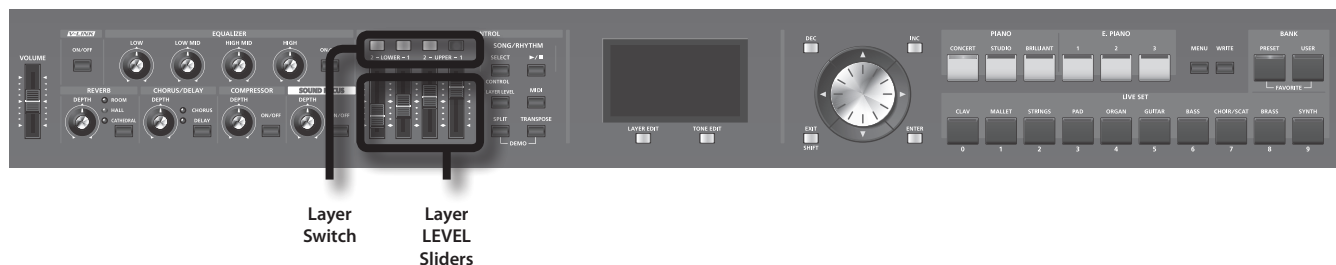 V-LINK
EQUALIZER
CONTROL
ON/OFF
LOW
LOW MID
HIGH MID
HIGH
VOLUME
2 – LOWER – 1
2 – UPPER – 1
SONG/RHYTHM
SELECT
►/■
REVERB
CHORUS/DELAY
COMPRESSOR
SOUND FOCUS
DEPTH
ROOM
HALL
CATHEDRAL
DEPTH
CHORUS
DELAY
DEPTH
ON/OFF
DEPTH
ON/OFF
CONTROL
LAYER LEVEL
MIDI
SPLIT
TRANSPOSE
DEMO
LAYER EDIT
TONE EDIT
DEC
INC
EXIT
SHIFT
ENTER
PIANO
E. PIANO
BANK
CONCERT
STUDIO
BRILLIANT
1
2
3
MENU
WRITE
PRESET
USER
FAVORITE
LIVE SET
CLAV
MALLET
STRINGS
PAD
ORGAN
GUITAR
BASS
CHOIR/SCAT
BRASS
SYNTH
0
1
2
3
4
5
6
7
8
9
Layer
Switch
Layer
LEVEL
Sliders